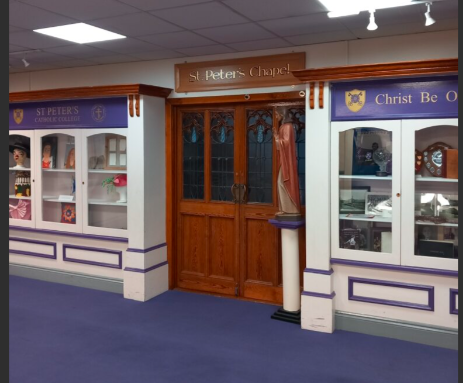 St Peter's Chapel
ST PETER'S
CATHOLIC COLLEGE
Christ Be O